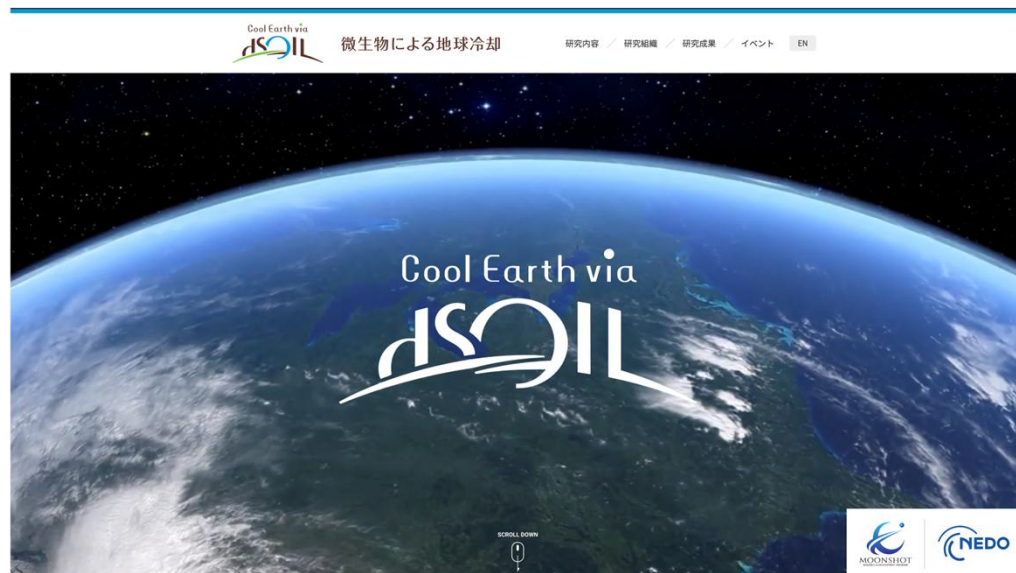 Cool Earth via
dSOIL
微生物による地球冷却
研究内容 ／ 研究組織 ／ 研究成果 ／ イベント EN
Cool Earth via
dSOIL
SCROLL DOWN
MOONSHOT
NEDO